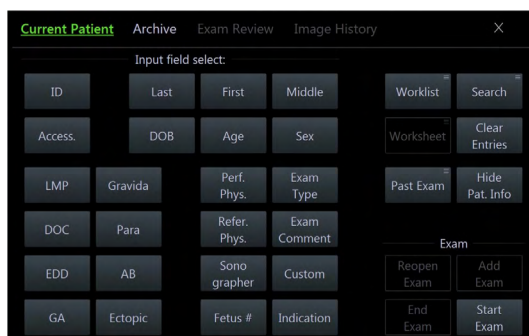 Current Patient Archive Exam Review Image History X
Input field select:
ID Last First Middle Worklist Search
Access. DOB Age Sex Worksheet Clear
Entries
LMP Gravida Perf.
Phys. Exam
Type Past Exam Hide
Pat. Info
DOC Para Refer.
Phys. Exam
Comment
Exam
EDD AB Sono
grapher Custom Reopen
Exam Add
Exam
GA Ectopic Fetus # Indication End
Exam Start
Exam